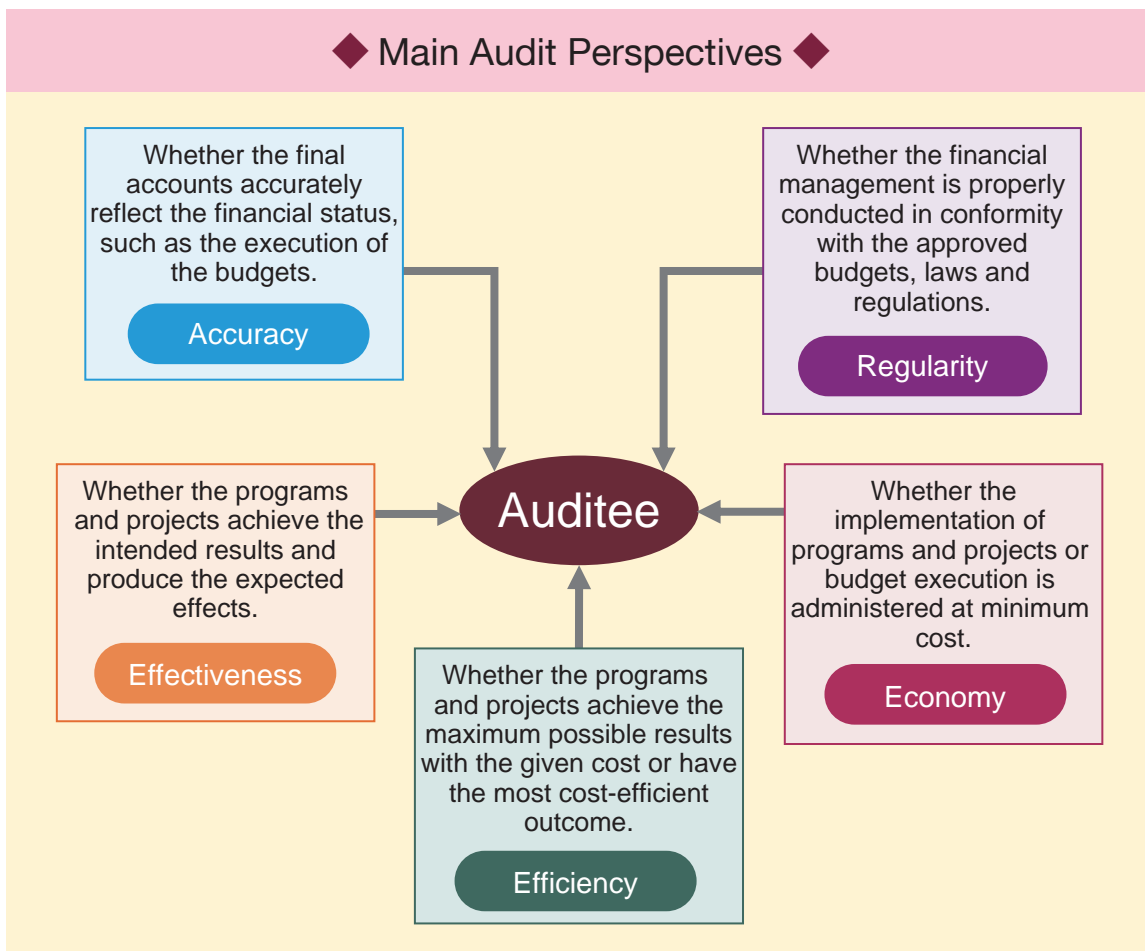 ◆ Main Audit Perspectives ◆
Whether the final
accounts accurately
reflect the financial status,
such as the execution of
the budgets.
Accuracy
Whether the financial
management is properly
conducted in conformity
with the approved
budgets, laws and
regulations.
Regularity
Auditee
Whether the programs
and projects achieve the
intended results and
produce the expected
effects.
Effectiveness
Whether the
implementation of
programs and projects or
budget execution is
administered at minimum
cost.
Economy
Whether the programs
and projects achieve the
maximum possible results
with the given cost or have
the most cost-efficient
outcome.
Efficiency